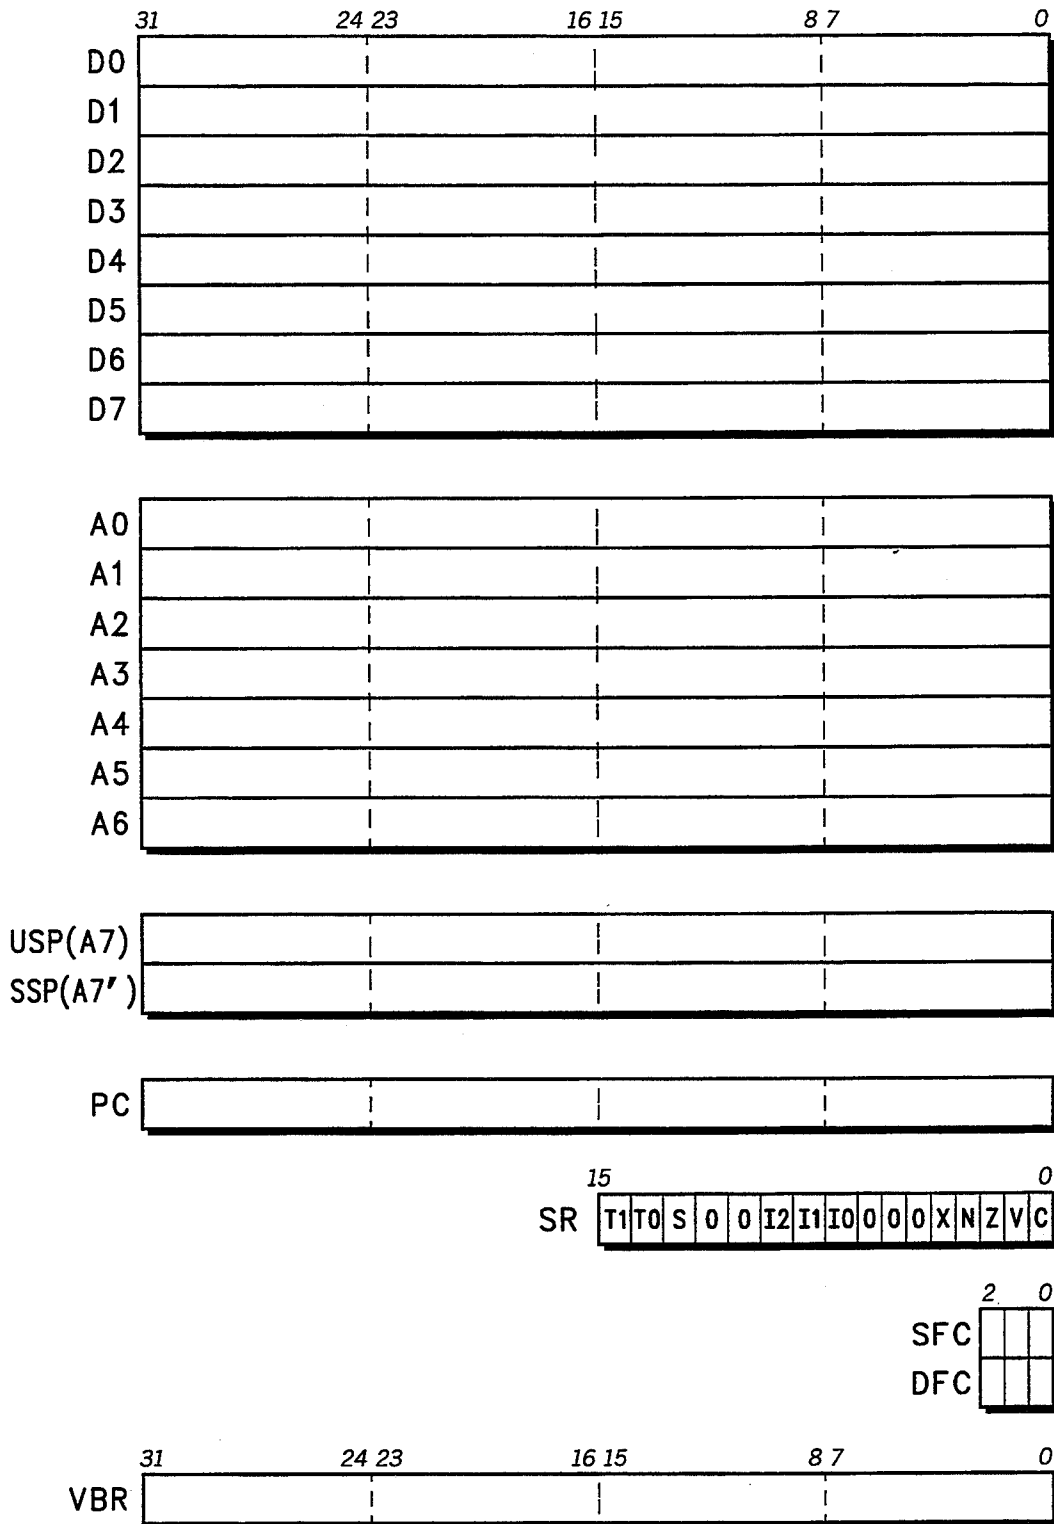 31 24 23 16 15 8 7 0
D0
D1
D2
D3
D4
D5
D6
D7
A0
A1
A2
A3
A4
A5
A6
USP(A7)
SSP(A7')
PC
15 0
SR T1 T0 S 0 0 I2 I1 I0 0 0 0 X N Z V C
2 0
SFC
DFC
31 24 23 16 15 8 7 0
VBR